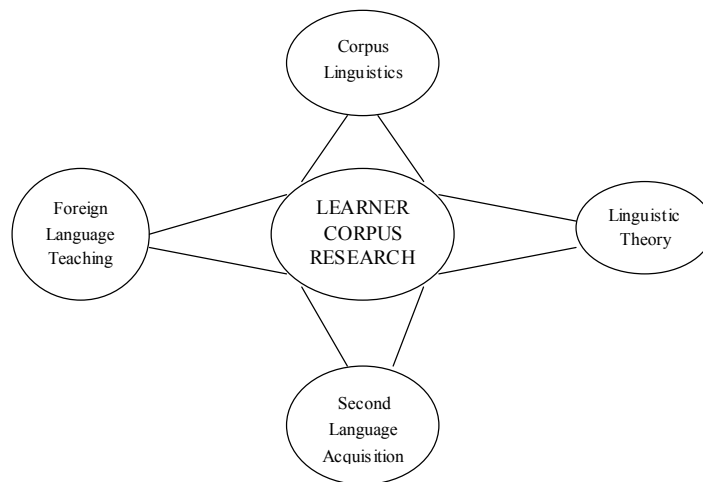 Corpus
Linguistics
Foreign
Language
Teaching
LEARNER
CORPUS
RESEARCH
Linguistic
Theory
Second
Language
Acquisition